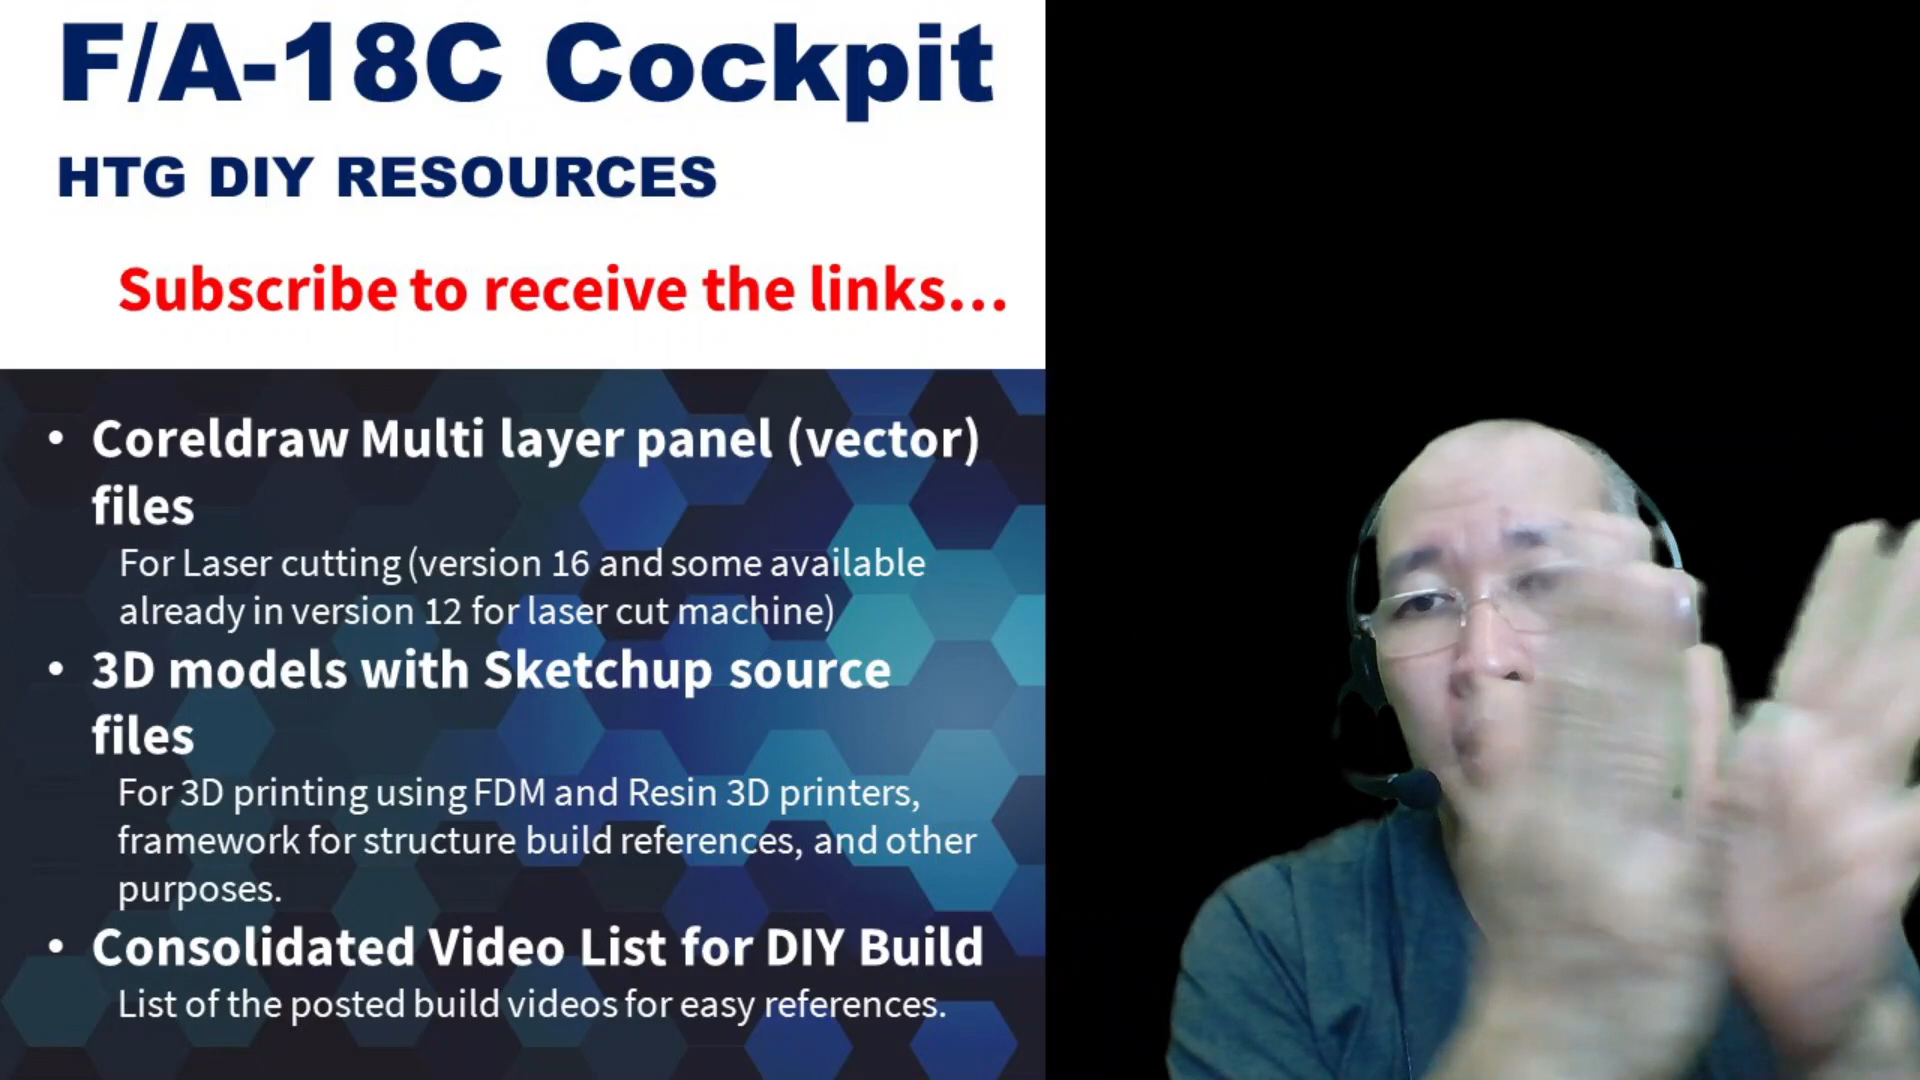 F/A-18C Cockpit
HTG DIY RESOURCES
Subscribe to receive the links...
• Coreldraw Multi layer panel (vector)
files
For Laser cutting (version 16 and some available
already in version 12 for laser cut machine)
• 3D models with Sketchup source
files
For 3D printing using FDM and Resin 3D printers,
framework for structure build references, and other
purposes.
• Consolidated Video List for DIY Build
List of the posted build videos for easy references.